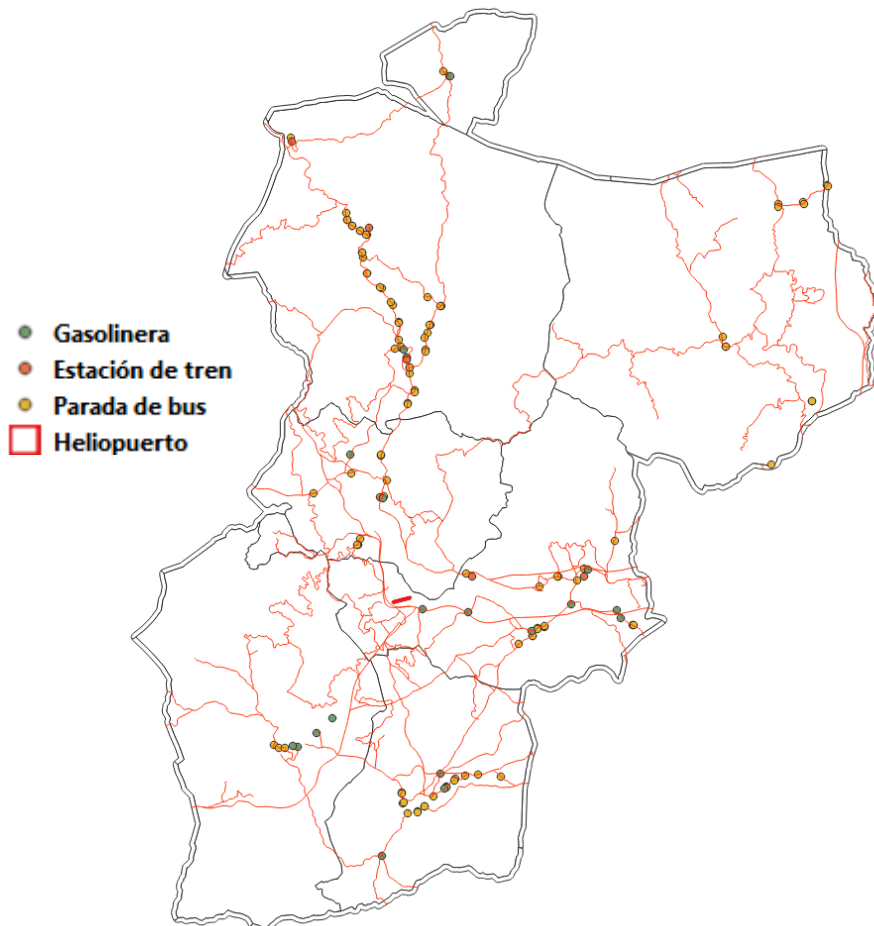 Gasolinera
Estación de tren
Parada de bus
Heliopuerto